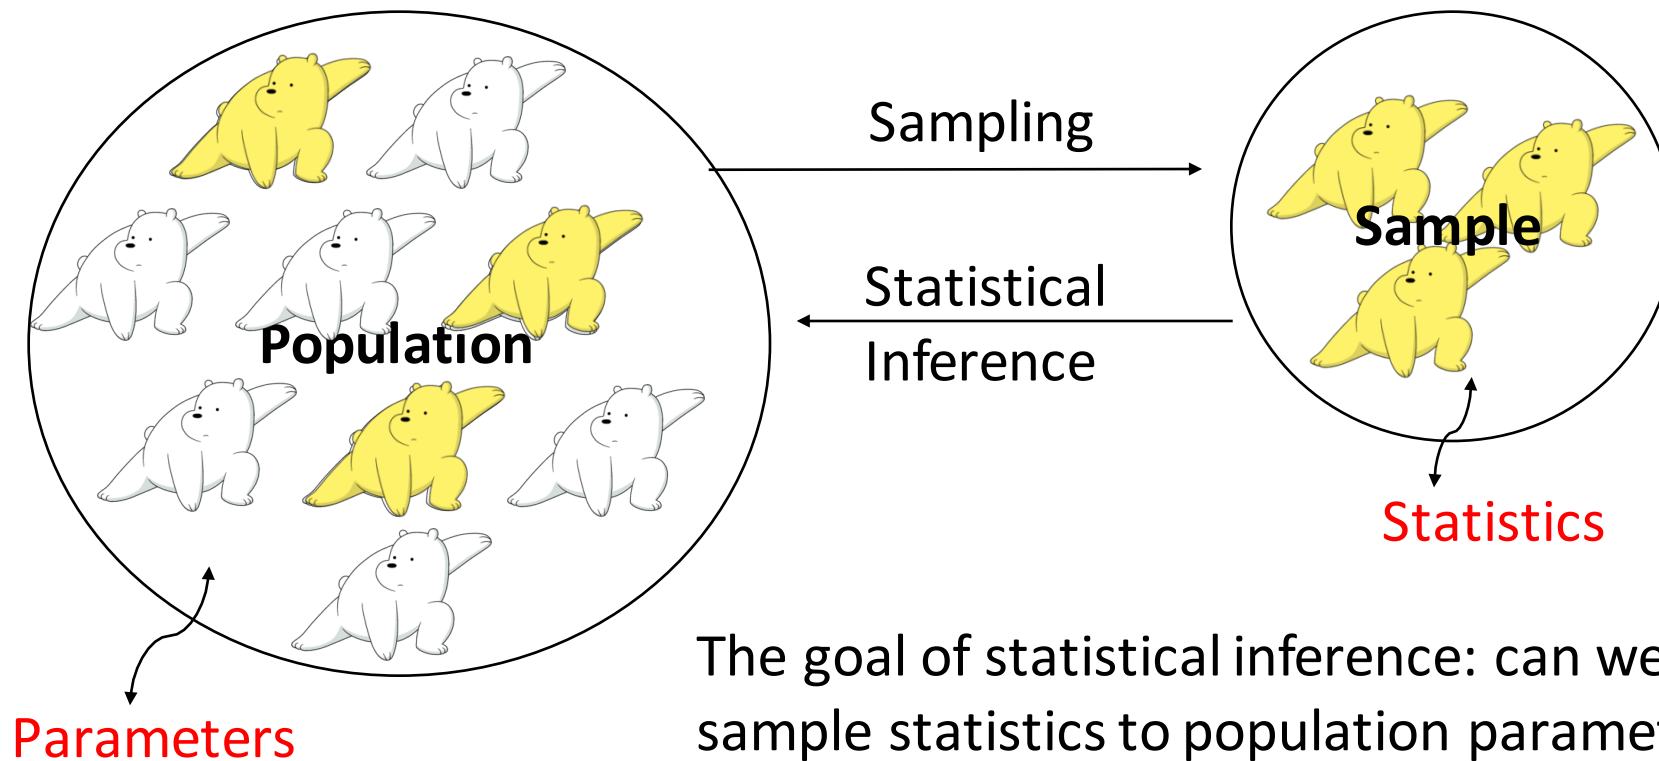 Sampling
Sample
Statistical
Inference
Population
Statistics
Parameters
The goal of statistical inference: can we
sample statistics to population